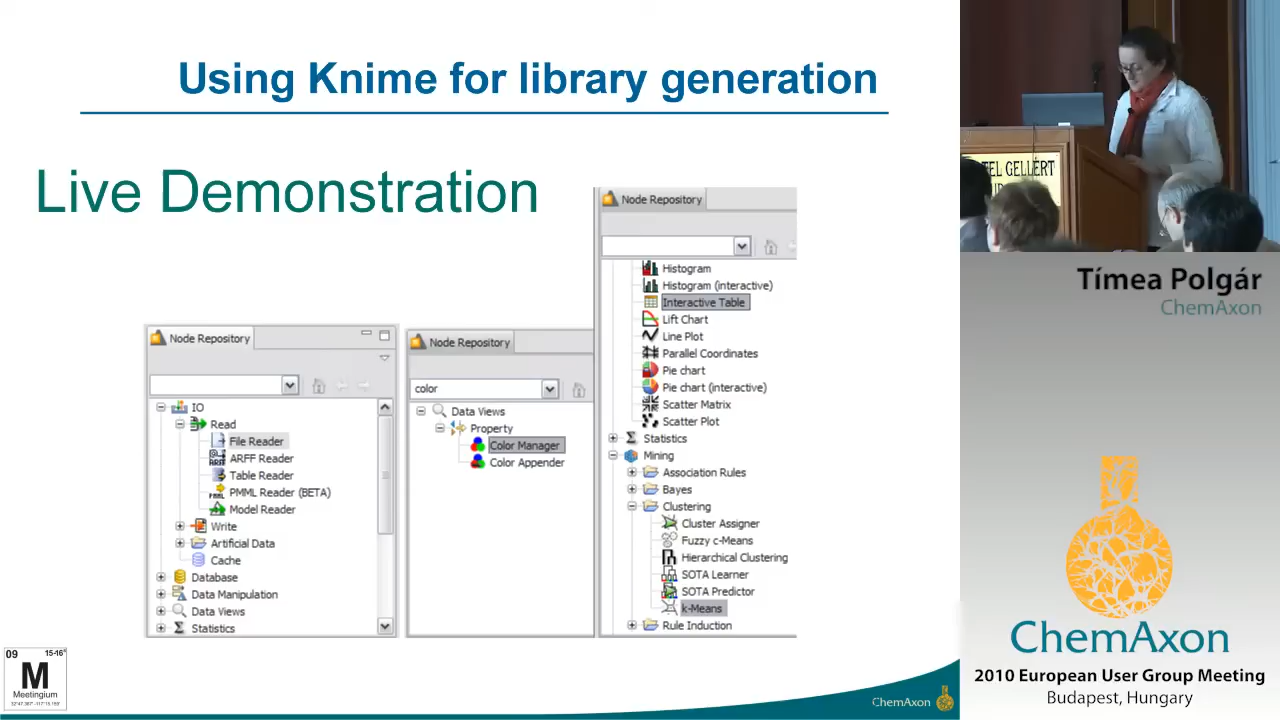 Using Knime for library generation
Live Demonstration
Node Repository
IO
Read
File Reader
ARFF Reader
Table Reader
PMML Reader (BETA)
Model Reader
Write
Artificial Data
Cache
Database
Data Manipulation
Data Views
Statistics
Node Repository
color
Data Views
Property
Color Manager
Color Appender
Node Repository
Histogram
Histogram (interactive)
Interactive Table
Lift Chart
Line Plot
Parallel Coordinates
Pie chart
Pie chart (interactive)
Scatter Matrix
Scatter Plot
Statistics
Mining
Association Rules
Bayes
Clustering
Cluster Assigner
Fuzzy c-Means
Hierarchical Clustering
SOTA Learner
SOTA Predictor
k-Means
Rule Induction
09 15-16
M
Meetingium
ChemAxon
GELLÉRT
Tímea Polgár
ChemAxon
ChemAxon
2010 European User Group Meeting
Budapest, Hungary